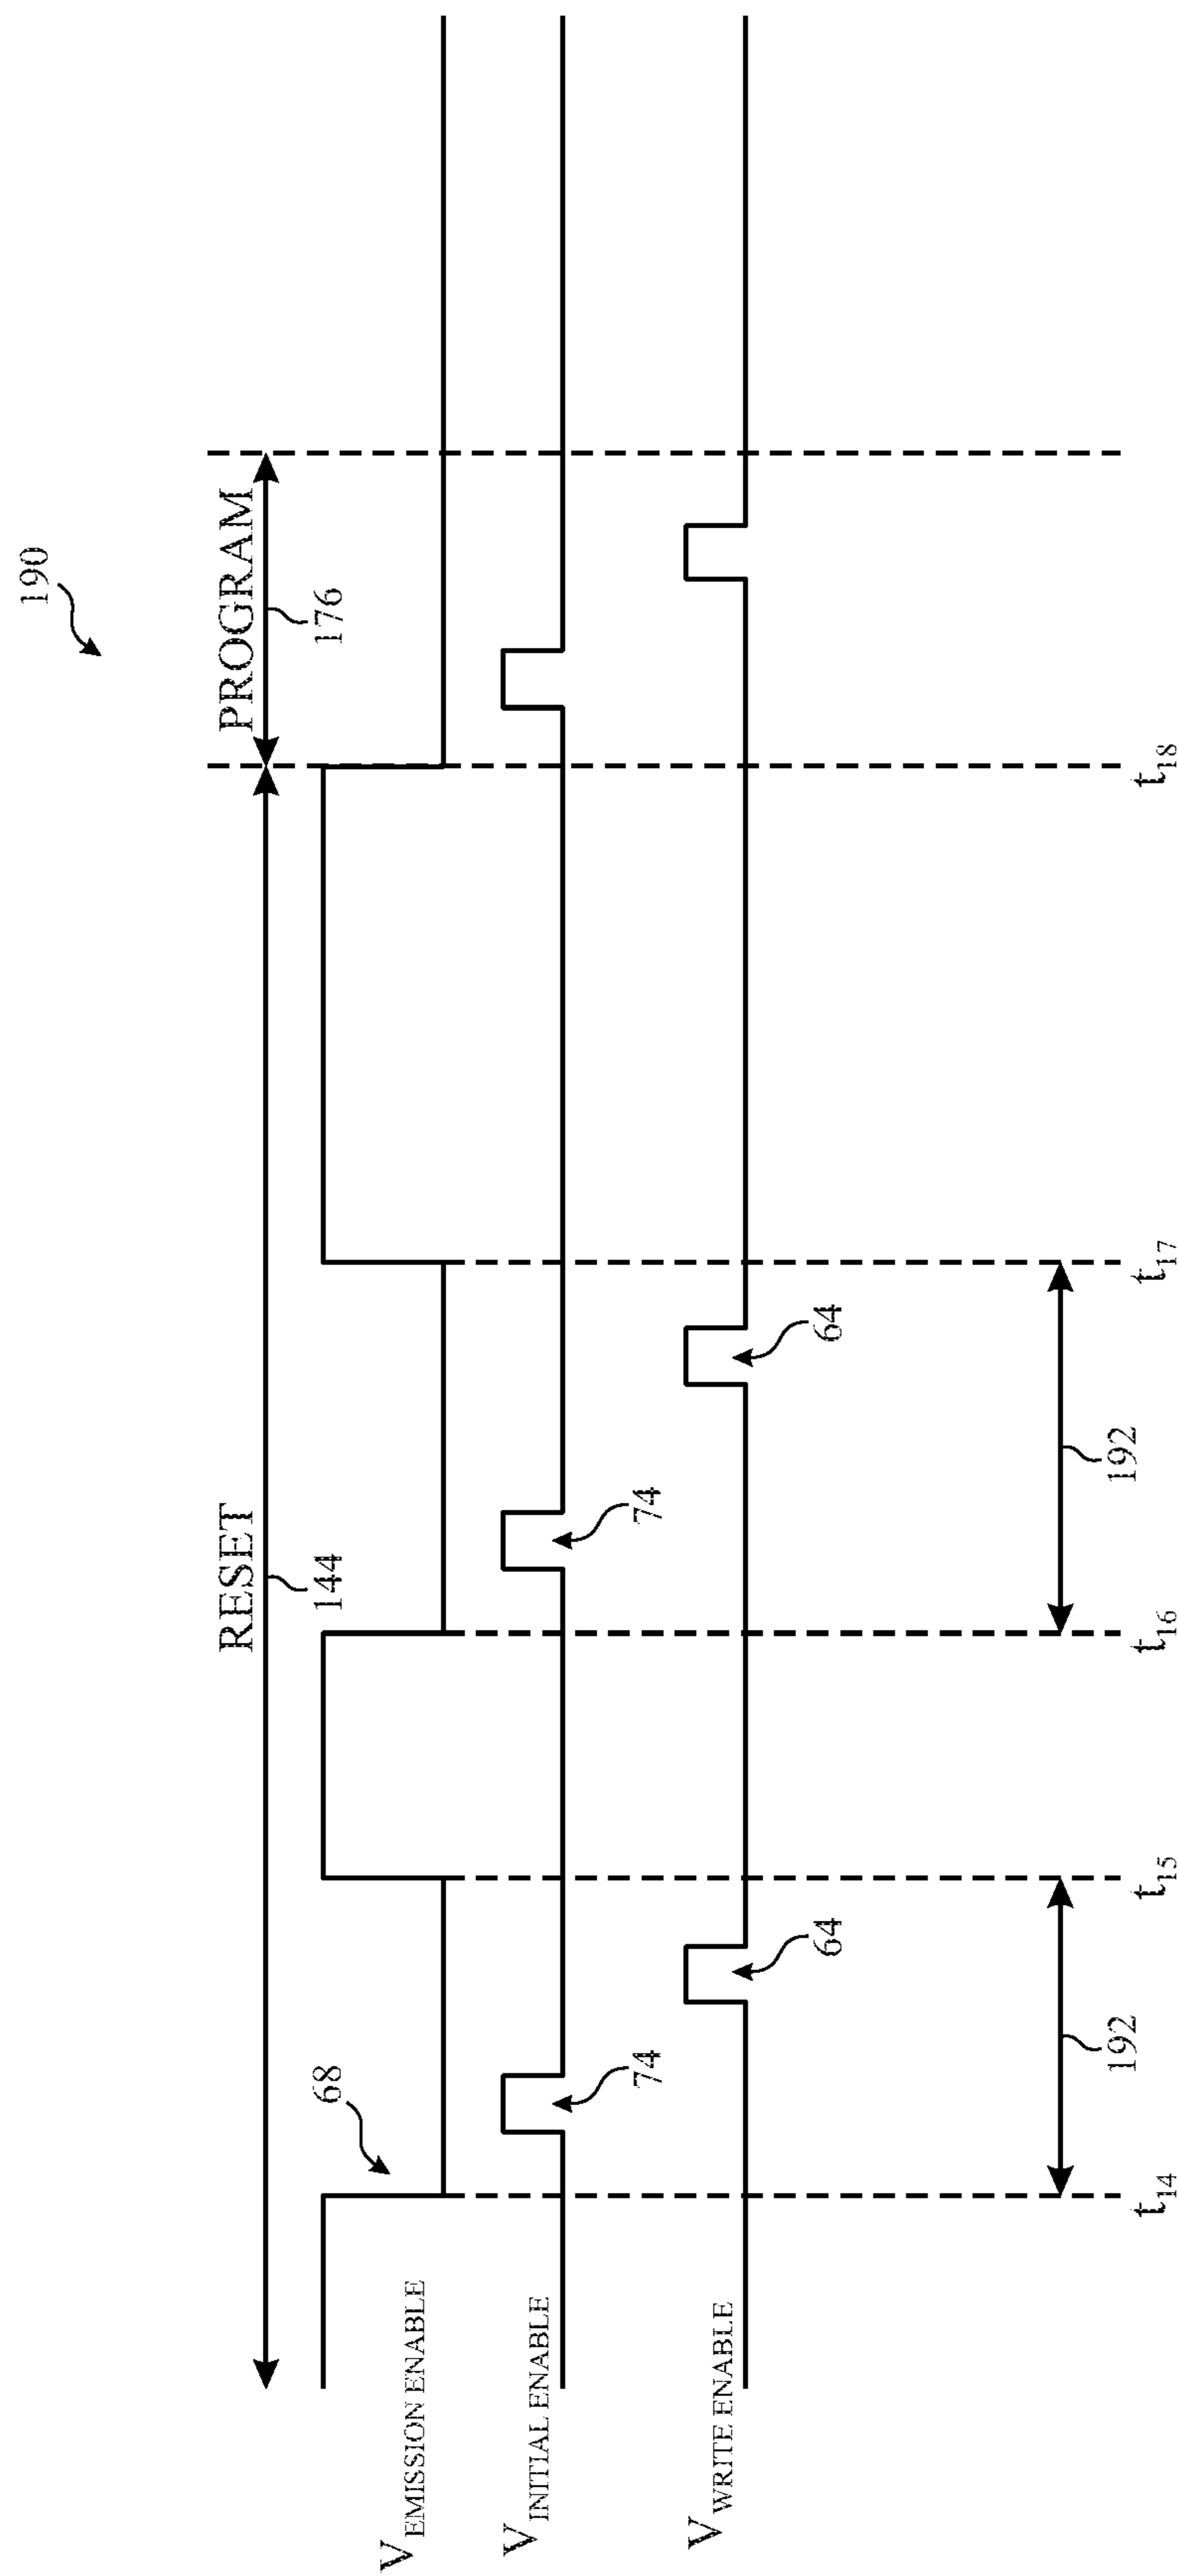 190
RESET
PROGRAM
144
176
68
V EMISSION ENABLE
V INITIAL ENABLE
74
74
V WRITE ENABLE
64
64
192
192
t14
t15
t16
t17
t18